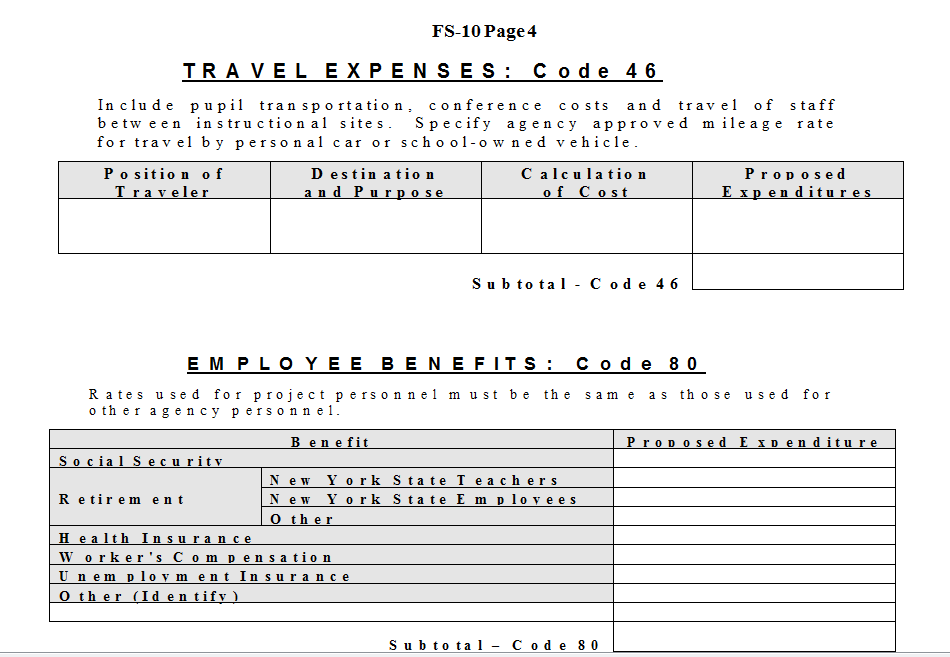 FS-10 Page 4
TRAVEL EXPENSES: Code 46
Include pupil transportation, conference costs and travel of staff
between instructional sites. Specify agency approved mileage rate
for travel by personal car or school-owned vehicle.
Position of Traveler
Destination and Purpose
Calculation of Cost
Proposed Expenditures
Subtotal - Code 46
EMPLOYEE BENEFITS: Code 80
Rates used for project personnel must be the same as those used for
other agency personnel.
Benefit
Proposed Expenditure
Social Security
Retirement
New York State Teachers
New York State Employees
Other
Health Insurance
Worker's Compensation
Unemployment Insurance
Other (Identify)
Subtotal – Code 80